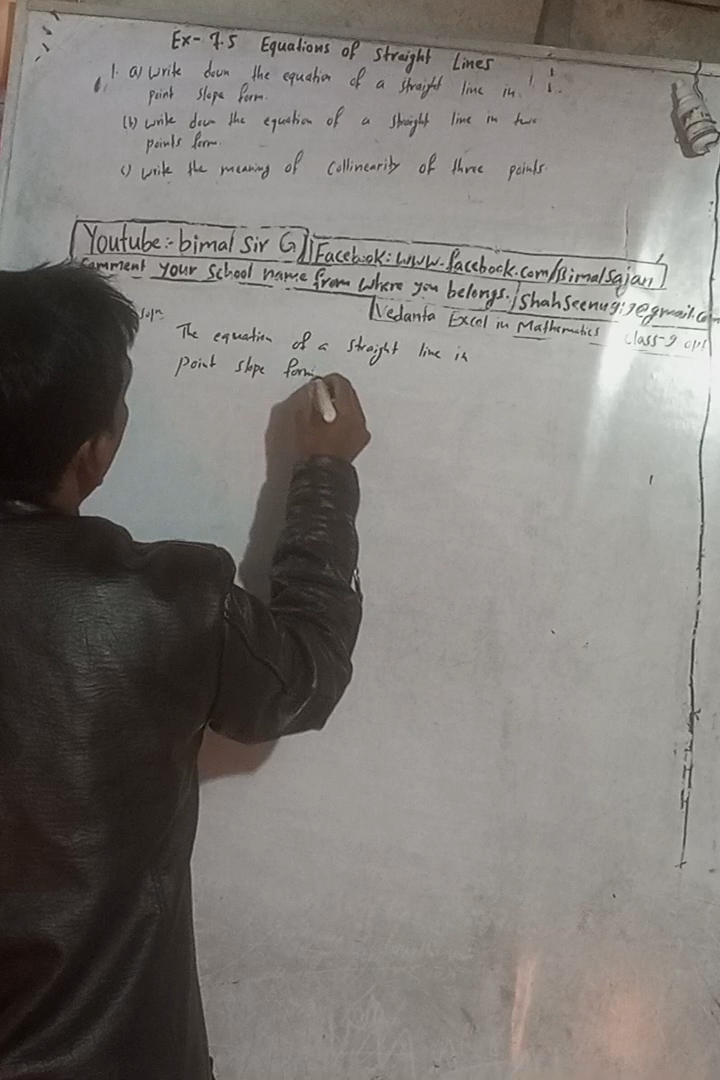 Ex- 7.5 Equations of Straight Lines
1. a) Write down the equation of a straight line in
point slope form.
(b) Write down the equation of a straight line in two
points form.
c) Write the meaning of Collinearity of three points.
Youtube:- bimal Sir G
Facebook: www.facebook.com/Bimalsajan
Comment your School name from where you belongs.
Vedanta Excel in Mathematics Class-9
Solⁿ
The equation of a straight line in
point slope form